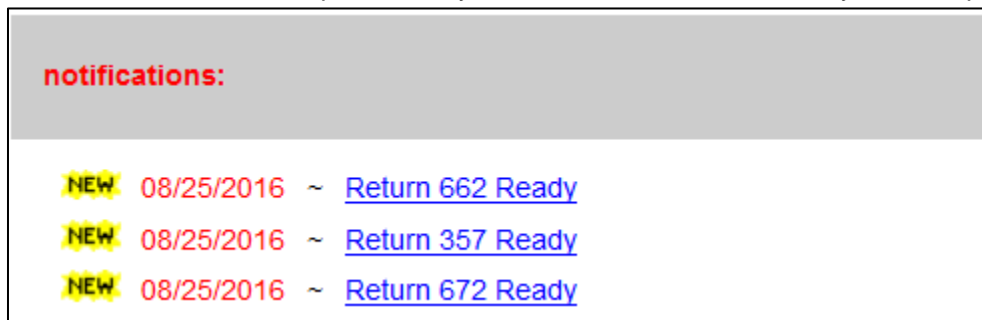 notifications:
NEW 08/25/2016 ~ Return 662 Ready
NEW 08/25/2016 ~ Return 357 Ready
NEW 08/25/2016 ~ Return 672 Ready